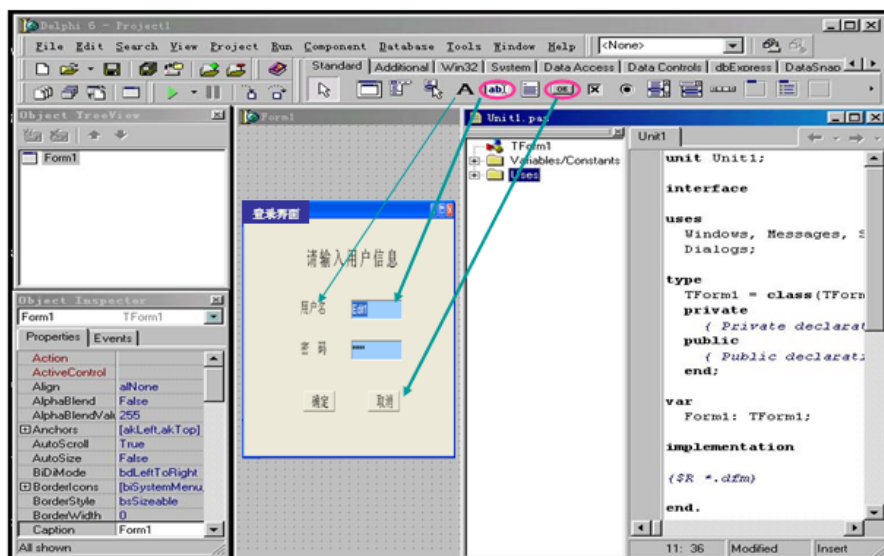 Delphi 6 - Project1
File Edit Search View Project Run Component Database Tools Window Help <None>
Standard Additional Win32 System Data Access Data Controls dbExpress DataSnap
A ab OK
Object TreeView
Form1
Form1
登录界面
请输入用户信息
用户名 Edit1
密 码 ****
确定 取消
Object Inspector
Form1 TForm1
Properties Events
Action
ActiveControl
Align alNone
AlphaBlend False
AlphaBlendVal 255
Anchors [akLeft,akTop]
AutoScroll True
AutoSize False
BiDiMode bdLeftToRight
BorderIcons [biSystemMenu,
BorderStyle bsSizeable
BorderWidth 0
Caption Form1
All shown
Unit1.pas
TForm1
Variables/Constants
Uses
Unit1
unit Unit1;
interface
uses
Windows, Messages, S
Dialogs;
type
TForm1 = class(TForm
private
{ Private declarat
public
{ Public declarat
end;
var
Form1: TForm1;
implementation
{$R *.dfm}
end.
11: 36 Modified Insert